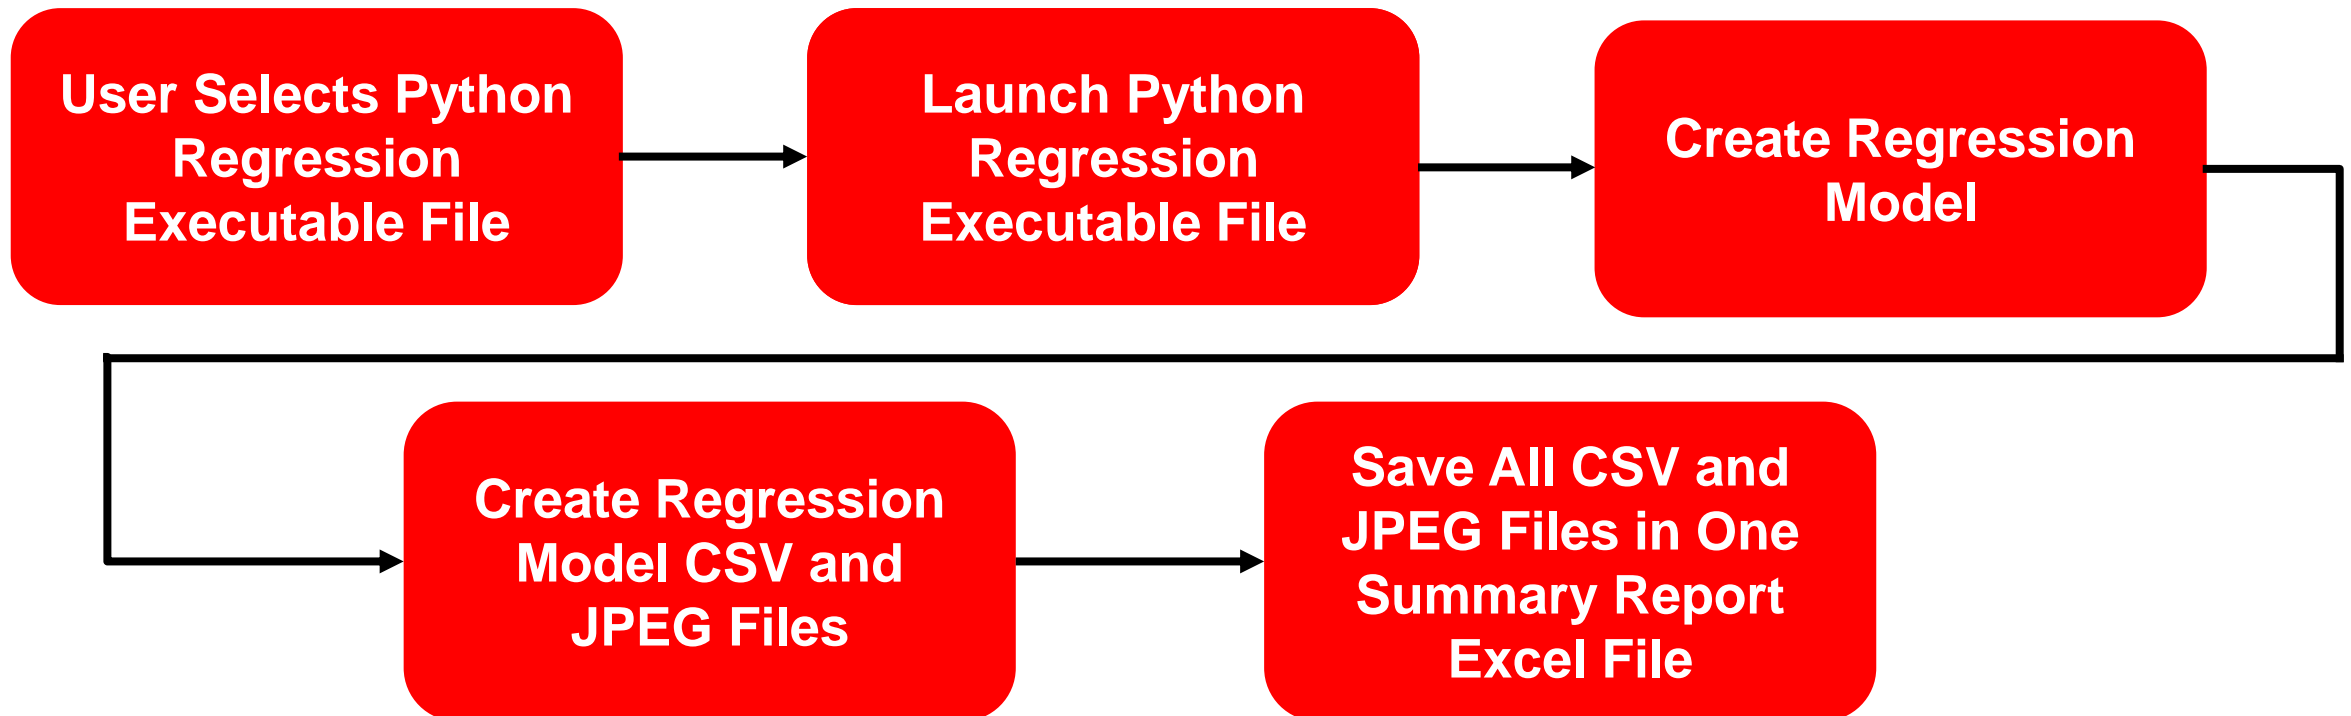 User Selects Python
Regression
Executable File
Launch Python
Regression
Executable File
Create Regression
Model
Create Regression
Model CSV and
JPEG Files
Save All CSV and
JPEG Files in One
Summary Report
Excel File